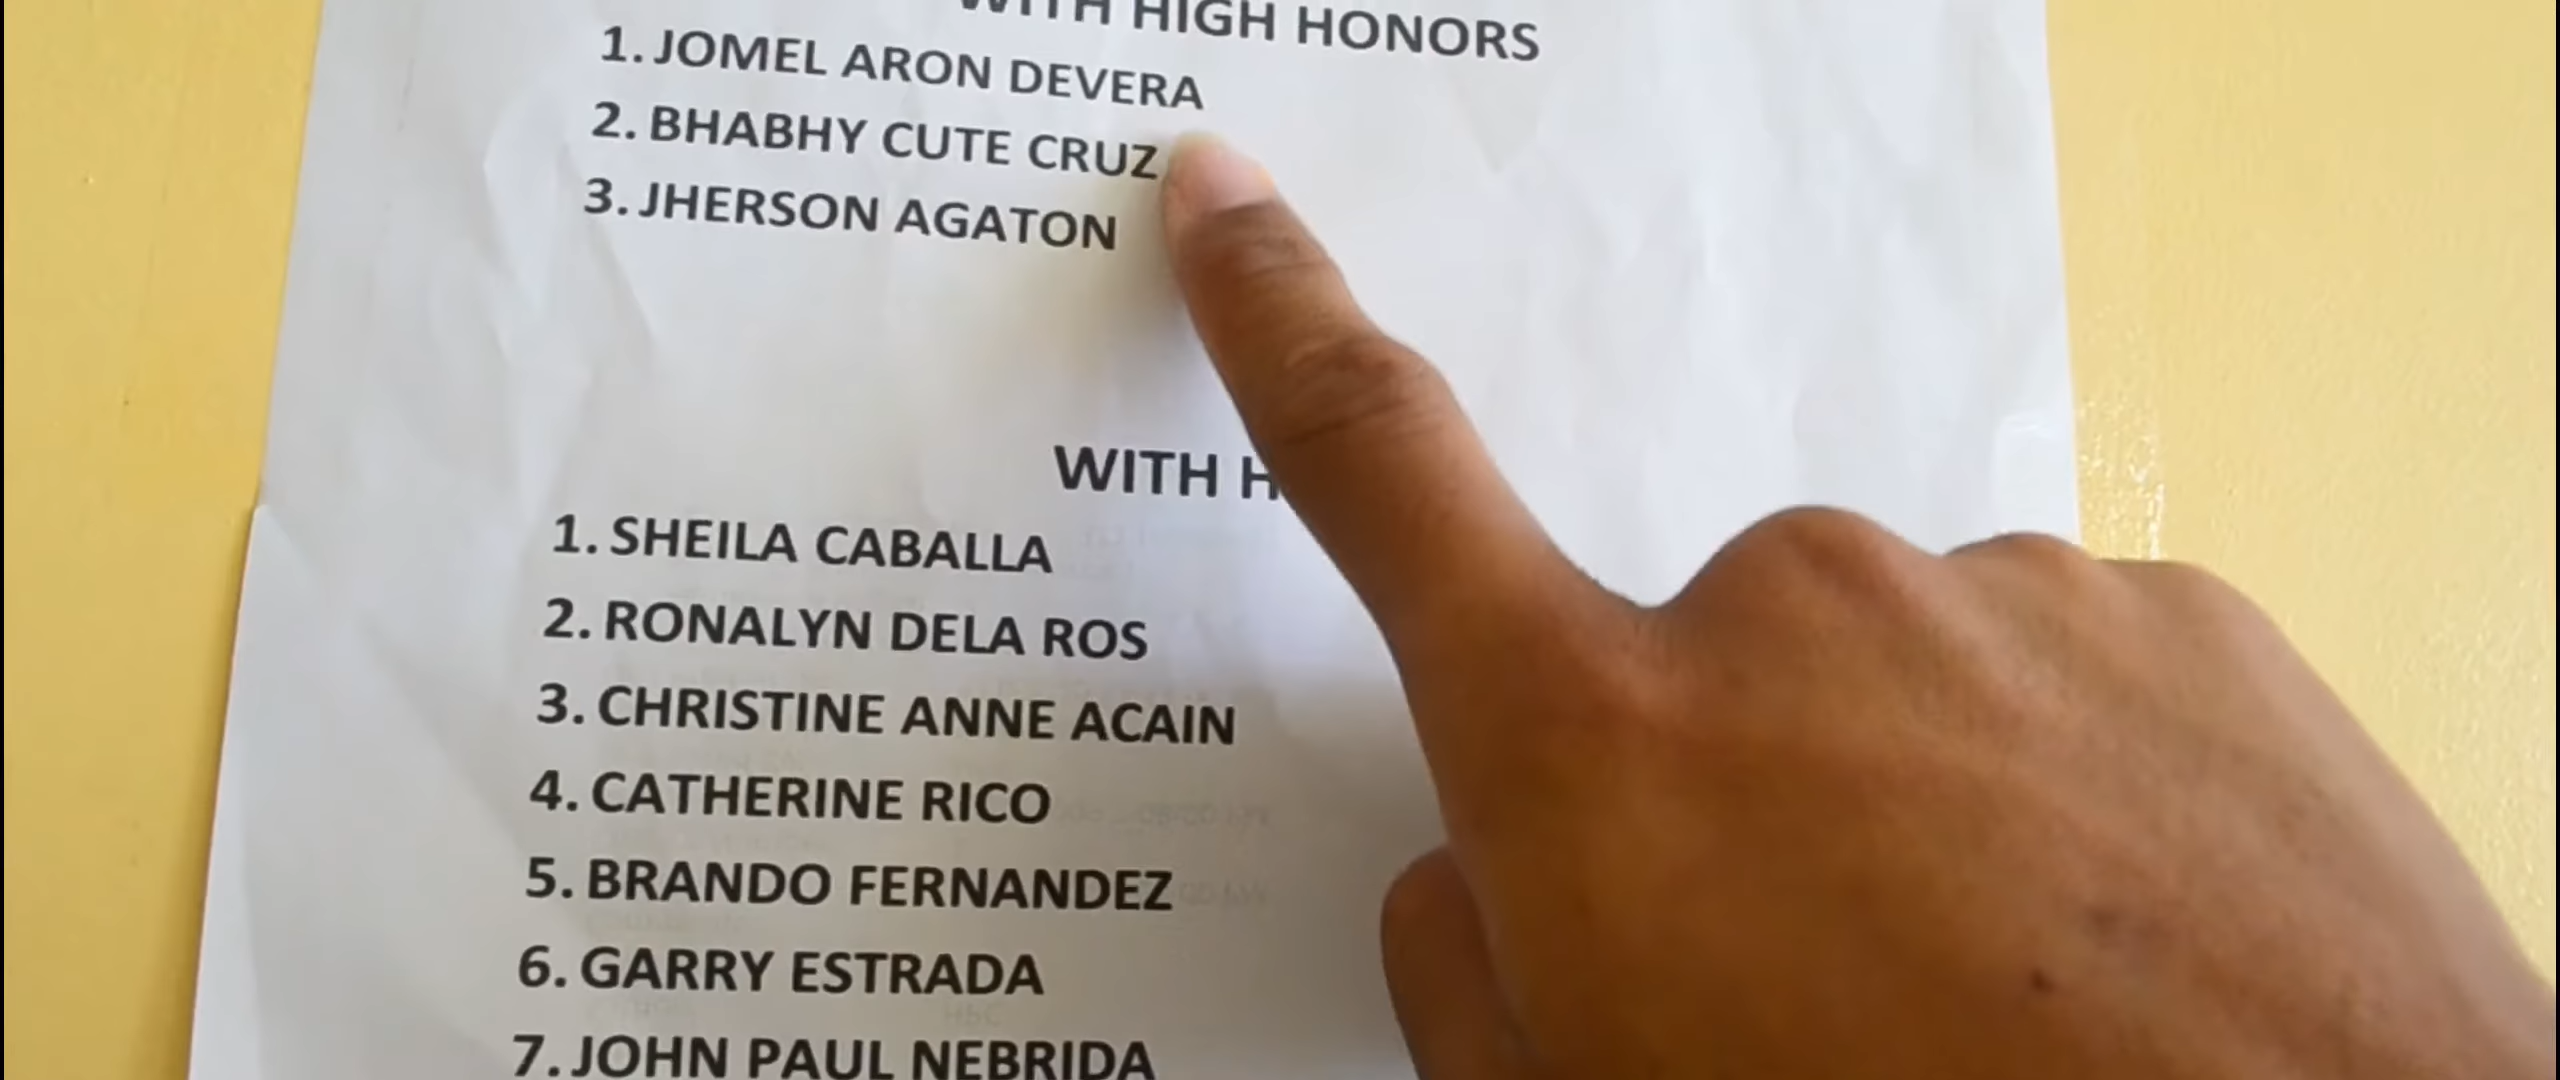 WITH HIGH HONORS
1. JOMEL ARON DEVERA
2. BHABHY CUTE CRUZ
3. JHERSON AGATON
WITH H
1. SHEILA CABALLA
2. RONALYN DELA ROS
3. CHRISTINE ANNE ACAIN
4. CATHERINE RICO
5. BRANDO FERNANDEZ
6. GARRY ESTRADA
7. JOHN PAUL NEBRIDA